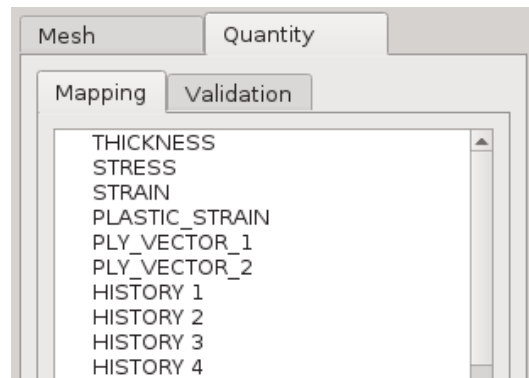 Mesh Quantity
Mapping Validation
THICKNESS
STRESS
STRAIN
PLASTIC_STRAIN
PLY_VECTOR_1
PLY_VECTOR_2
HISTORY 1
HISTORY 2
HISTORY 3
HISTORY 4